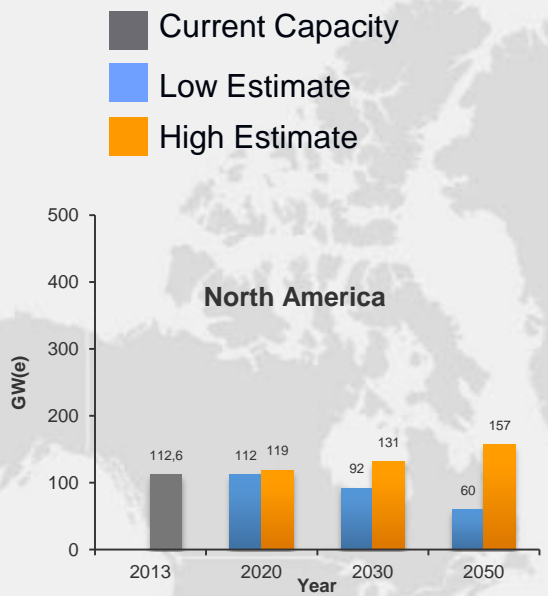 Current Capacity
Low Estimate
High Estimate
500
400
300
200
100
0
GW(e)
North America
112,6
112
119
92
131
60
157
2013
2020
2030
2050
Year